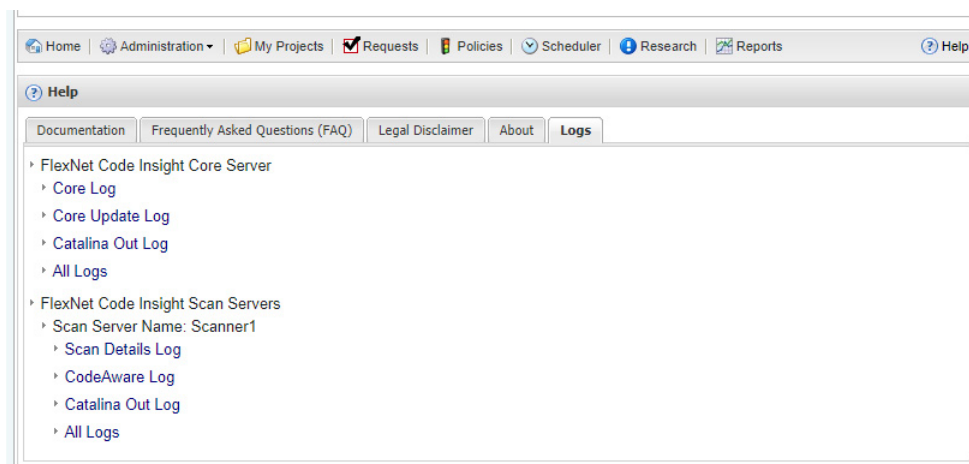 Home Administration My Projects Requests Policies Scheduler Research Reports Help
Help
Documentation Frequently Asked Questions (FAQ) Legal Disclaimer About Logs
FlexNet Code Insight Core Server
Core Log
Core Update Log
Catalina Out Log
All Logs
FlexNet Code Insight Scan Servers
Scan Server Name: Scanner1
Scan Details Log
CodeAware Log
Catalina Out Log
All Logs